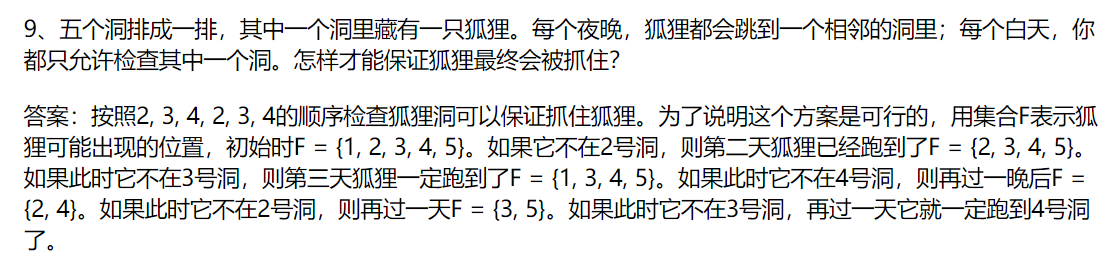 9、五个洞排成一排，其中一个洞里藏有一只狐狸。每个夜晚，狐狸都会跳到一个相邻的洞里；每个白天，你
都只允许检查其中一个洞。怎样才能保证狐狸最终会被抓住？
答案：按照2, 3, 4, 2, 3, 4的顺序检查狐狸洞可以保证抓住狐狸。为了说明这个方案是可行的，用集合F表示狐
狸可能出现的位置，初始时F = {1, 2, 3, 4, 5}。如果它不在2号洞，则第二天狐狸已经跑到了F = {2, 3, 4, 5}。
如果此时它不在3号洞，则第三天狐狸一定跑到了F = {1, 3, 4, 5}。如果此时它不在4号洞，则再过一晚后F =
{2, 4}。如果此时它不在2号洞，则再过一天F = {3, 5}。如果此时它不在3号洞，再过一天它就一定跑到4号洞
了。